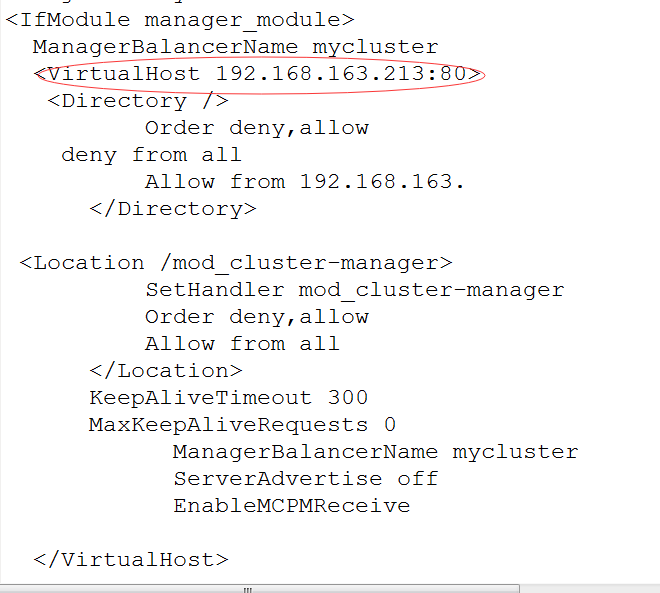 <IfModule manager_module>
ManagerBalancerName mycluster
<VirtualHost 192.168.163.213:80>
<Directory />
Order deny,allow
deny from all
Allow from 192.168.163.
</Directory>
<Location /mod_cluster-manager>
SetHandler mod_cluster-manager
Order deny,allow
Allow from all
</Location>
KeepAliveTimeout 300
MaxKeepAliveRequests 0
ManagerBalancerName mycluster
ServerAdvertise off
EnableMCPMReceive
</VirtualHost>